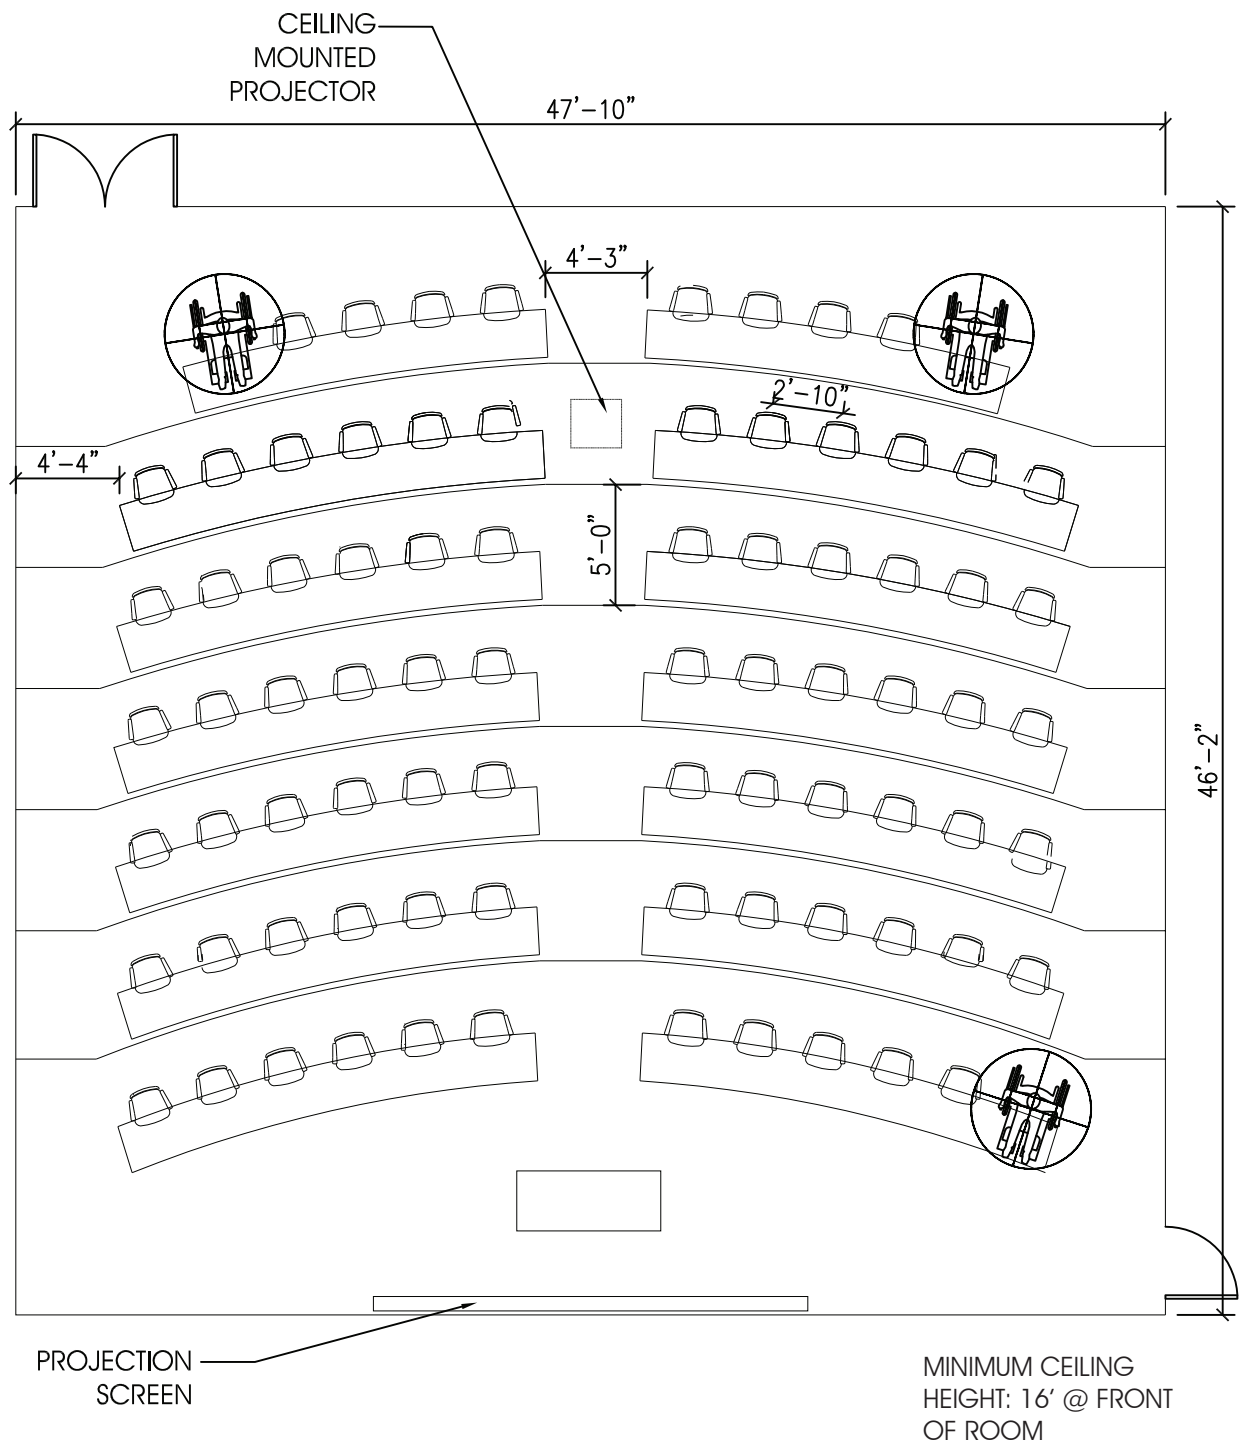 CEILING
MOUNTED
PROJECTOR
47'-10"
4'-3"
2'-10"
4'-4"
5'-0"
46'-2"
PROJECTION
SCREEN
MINIMUM CEILING
HEIGHT: 16' @ FRONT
OF ROOM